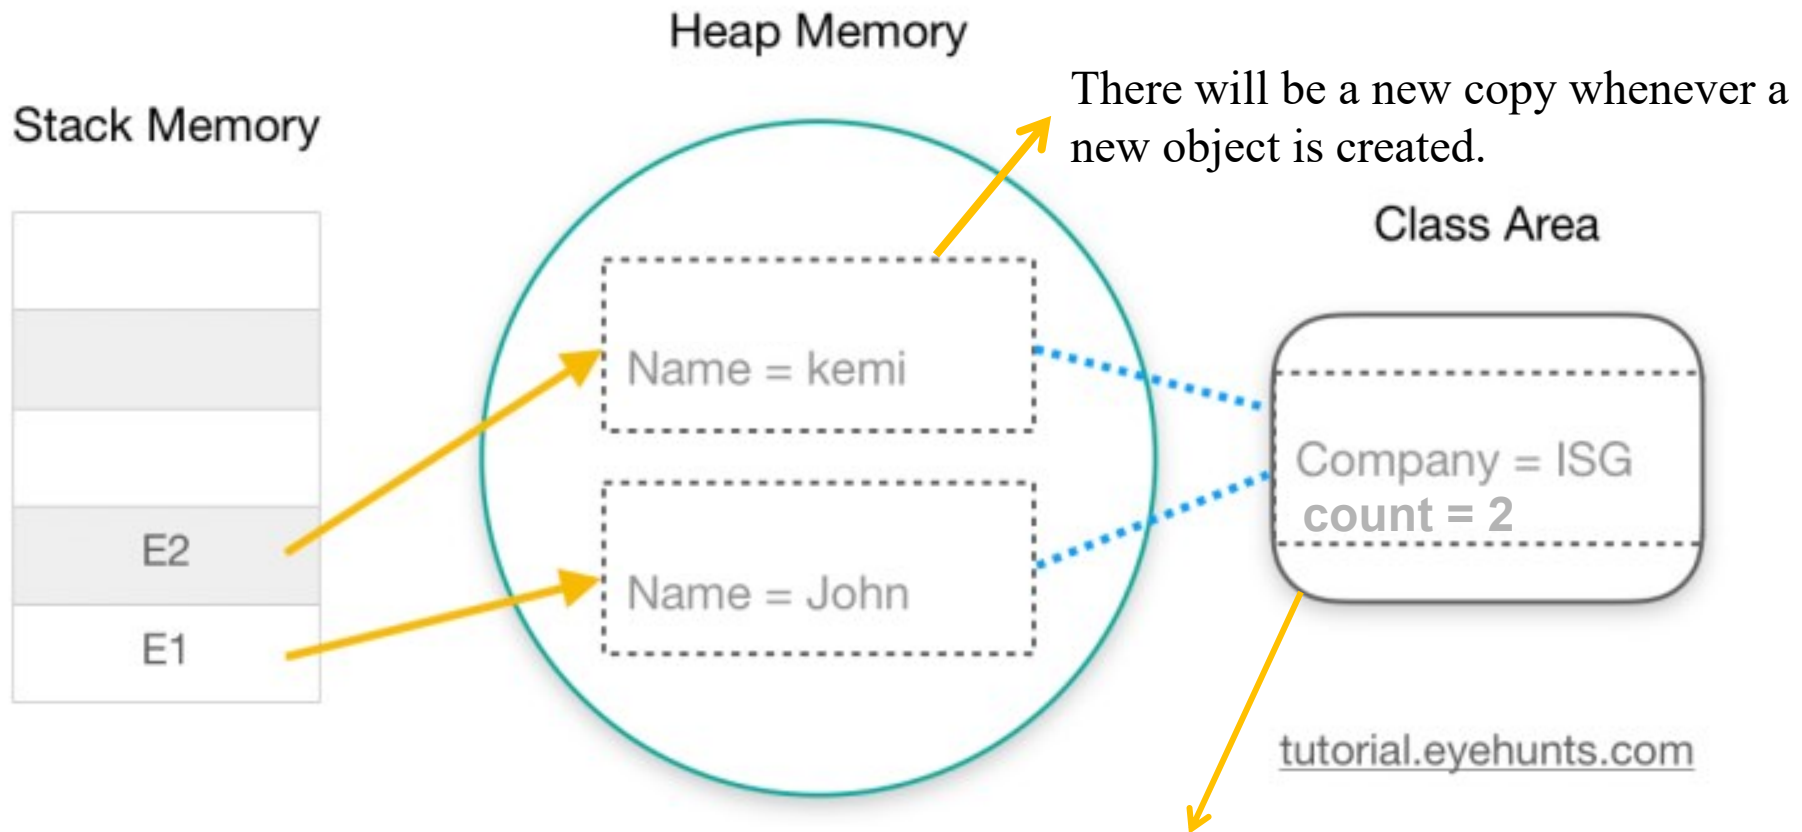 Heap Memory
There will be a new copy whenever a
new object is created.
Stack Memory
Class Area
Name = kemi
Company = ISG
count = 2
E2
Name = John
E1
tutorial.eyehunts.com